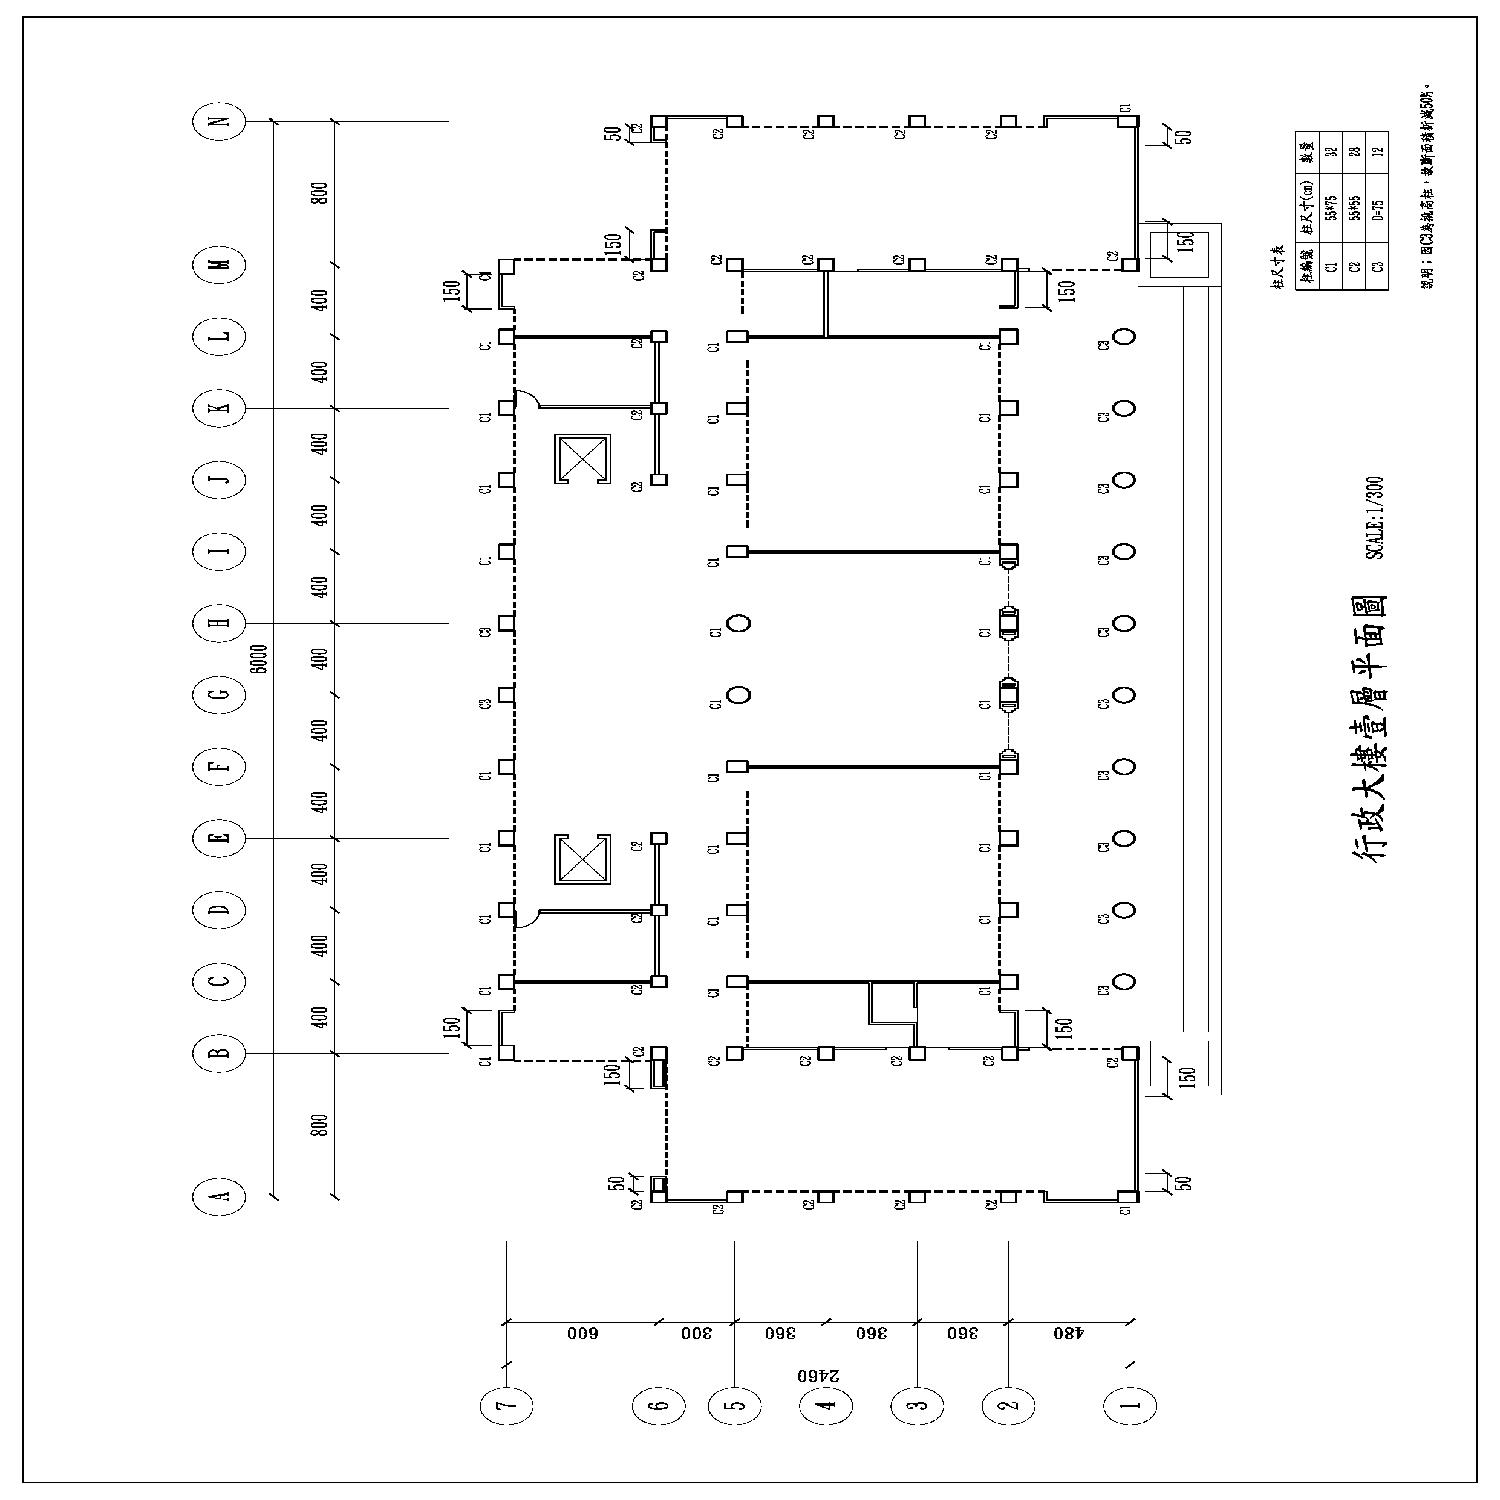 行政大樓壹層平面圖 SCALE:1/300
柱尺寸表
柱編號 柱尺寸(cm) 數量
C1 55*75 32
C2 55*55 28
C3 D=75 12
說明：因C3為挑高柱，故斷面積折減50%。
A B C D E F G H I J K L M N
6000
800 400 400 400 400 400 400 400 400 400 400 400 800
7 6 5 4 3 2 1
600 300 360 360 360 480
2460
150 150 150 150
50 150 150 50
50 150 150 50
C1 C1 C1 C1 C1 C1 C3 C3 C1 C1 C1 C1 C1 C1
C2 C2 C2 C2 C2 C2 C2 C2 C2 C2
C2 C2 C1 C1 C1 C1 C1 C1 C1 C1 C1 C1 C2 C2
C2 C2 C2 C2
C2 C2 C2 C2
C2 C2 C1 C1 C1 C1 C1 C1 C1 C1 C1 C1 C2 C2
C1 C2 C3 C3 C3 C3 C3 C3 C3 C3 C3 C3 C2 C1